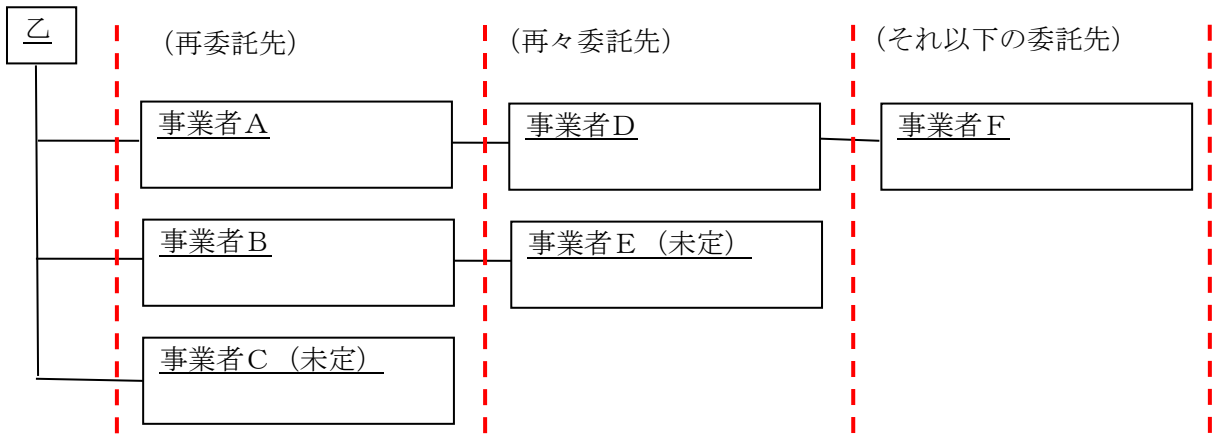 乙
（再委託先）
（再々委託先）
（それ以下の委託先）
事業者Ａ
事業者Ｄ
事業者Ｆ
事業者Ｂ
事業者Ｅ（未定）
事業者Ｃ（未定）